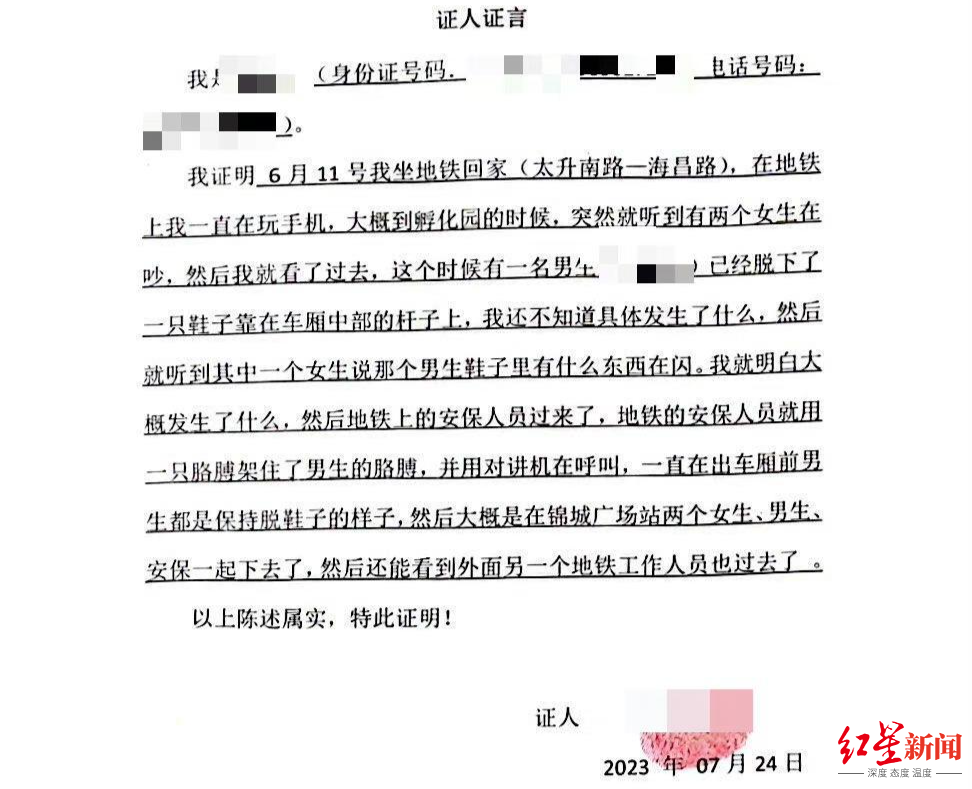 证人证言
我是（身份证号码. 电话号码：
）。
我证明 6 月 11 号我坐地铁回家（太升南路—海昌路），在地铁
上我一直在玩手机，大概到孵化园的时候，突然就听到有两个女生在
吵，然后我就看了过去，这个时候有一名男生）已经脱下了
一只鞋子靠在车厢中部的杆子上，我还不知道具体发生了什么，然后
就听到其中一个女生说那个男生鞋子里有什么东西在闪。我就明白大
概发生了什么，然后地铁上的安保人员过来了，地铁的安保人员就用
一只胳膊架住了男生的胳膊，并用对讲机在呼叫，一直在出车厢前男
生都是保持脱鞋子的样子，然后大概是在锦城广场站两个女生、男生、
安保一起下去了，然后还能看到外面另一个地铁工作人员也过去了 。
以上陈述属实，特此证明！
证人
2023 年 07 月 24 日
红星新闻
深度 态度 温度